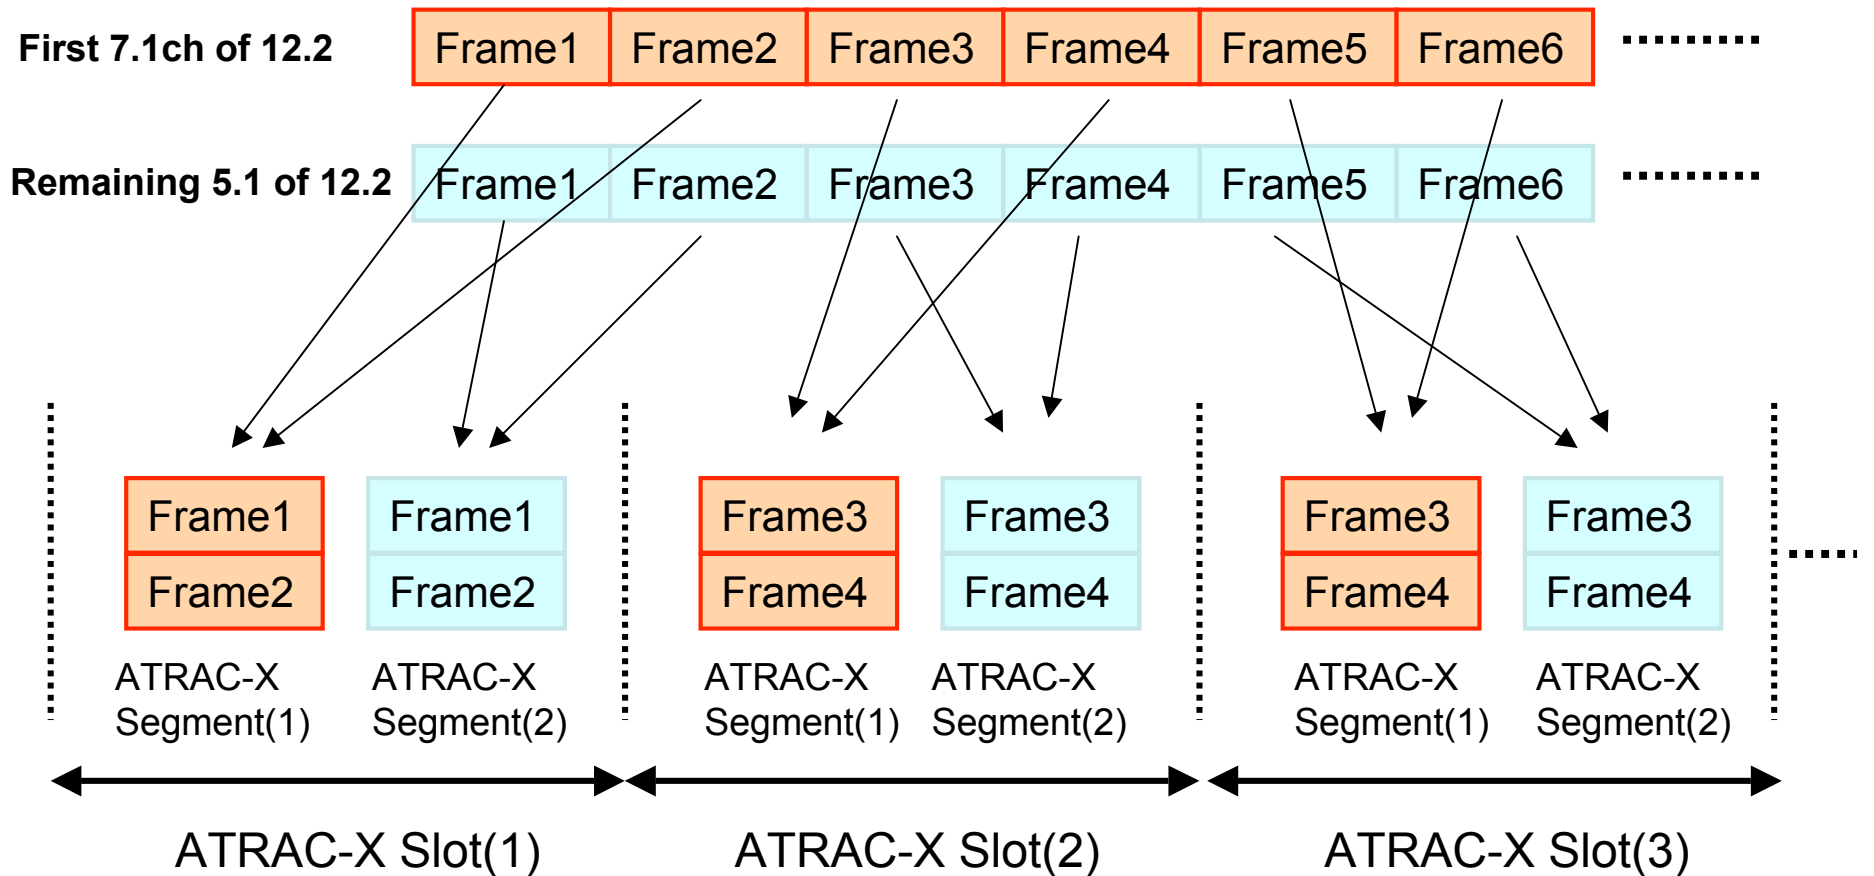 First 7.1ch of 12.2
Frame1 Frame2 Frame3 Frame4 Frame5 Frame6
Remaining 5.1 of 12.2
Frame1 Frame2 Frame3 Frame4 Frame5 Frame6
Frame1 Frame1 Frame3 Frame3 Frame3 Frame3
Frame2 Frame2 Frame4 Frame4 Frame4 Frame4
ATRAC-X ATRAC-X ATRAC-X ATRAC-X ATRAC-X ATRAC-X
Segment(1) Segment(2) Segment(1) Segment(2) Segment(1) Segment(2)
ATRAC-X Slot(1) ATRAC-X Slot(2) ATRAC-X Slot(3)